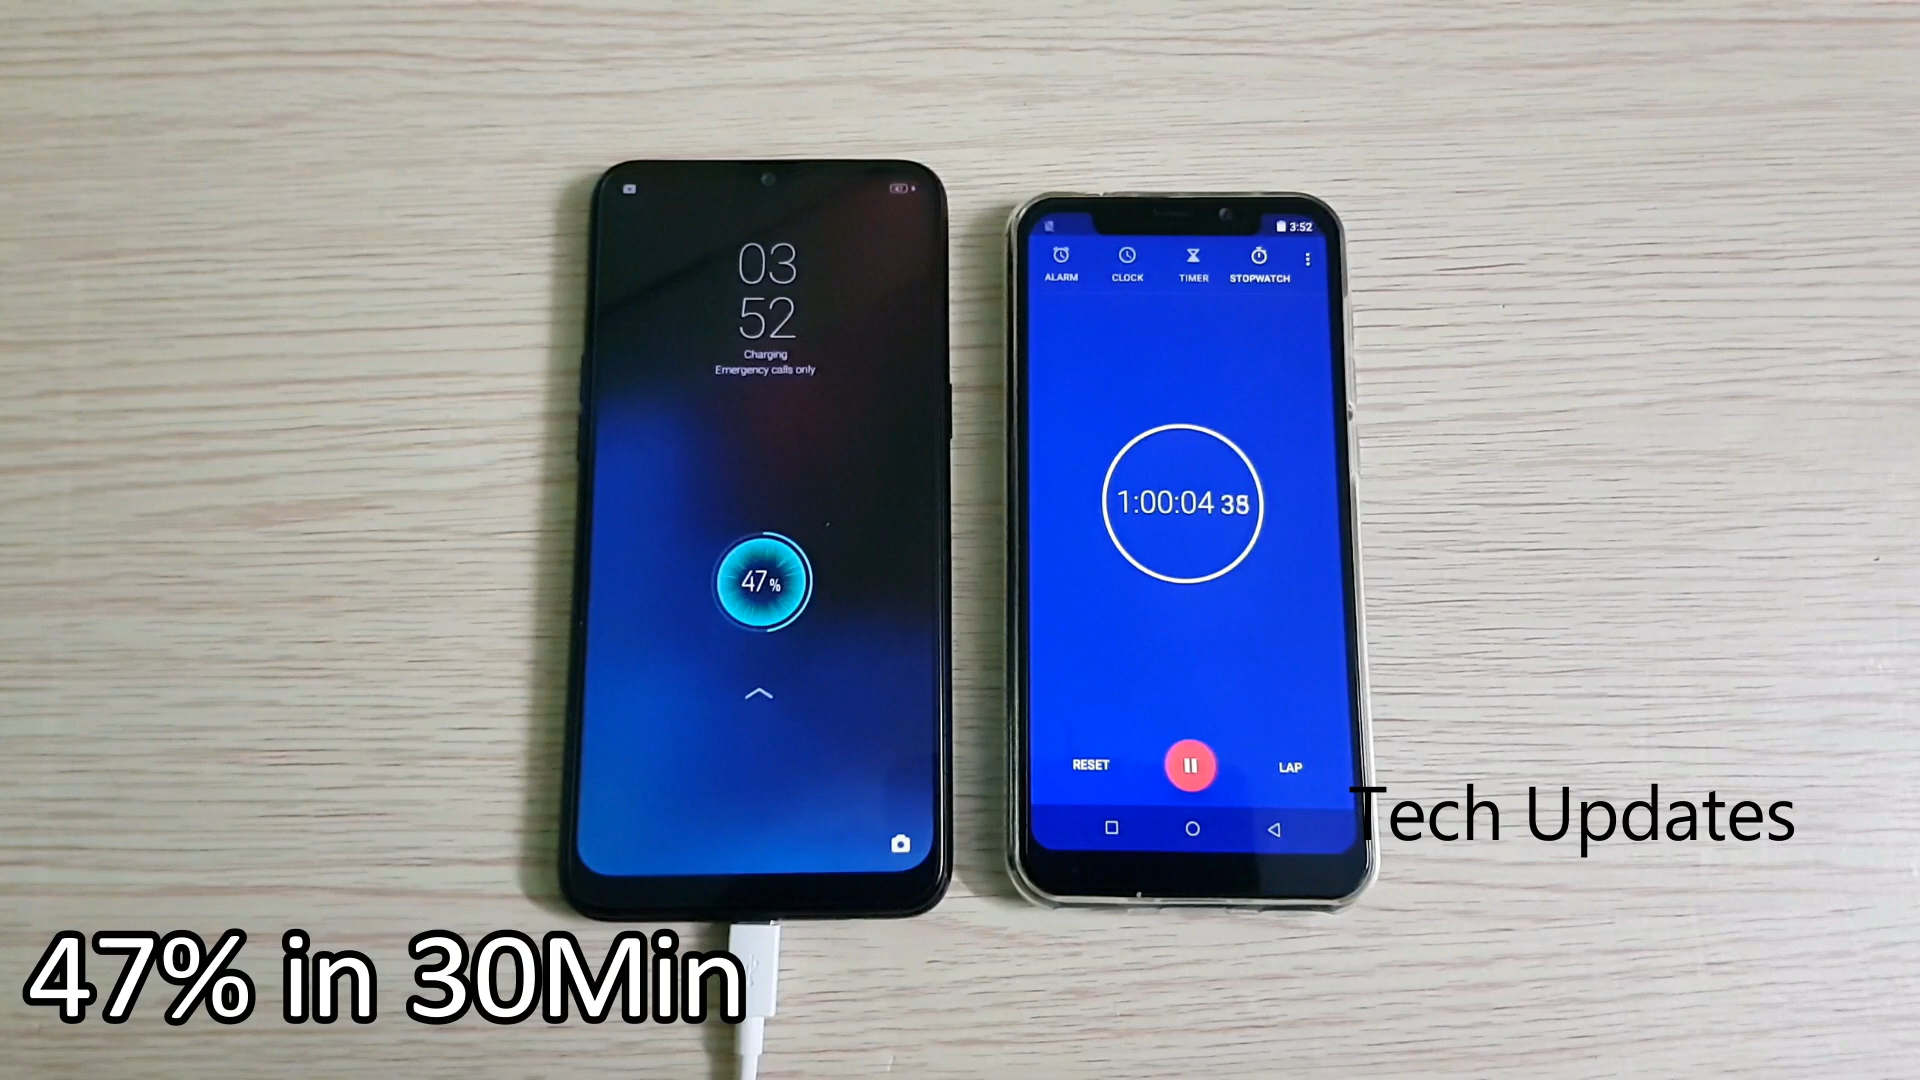 03
52
Charging
Emergency calls only
47%
3:52
ALARM CLOCK TIMER STOPWATCH
1:00:04 38
RESET LAP
Tech Updates
47% in 30Min